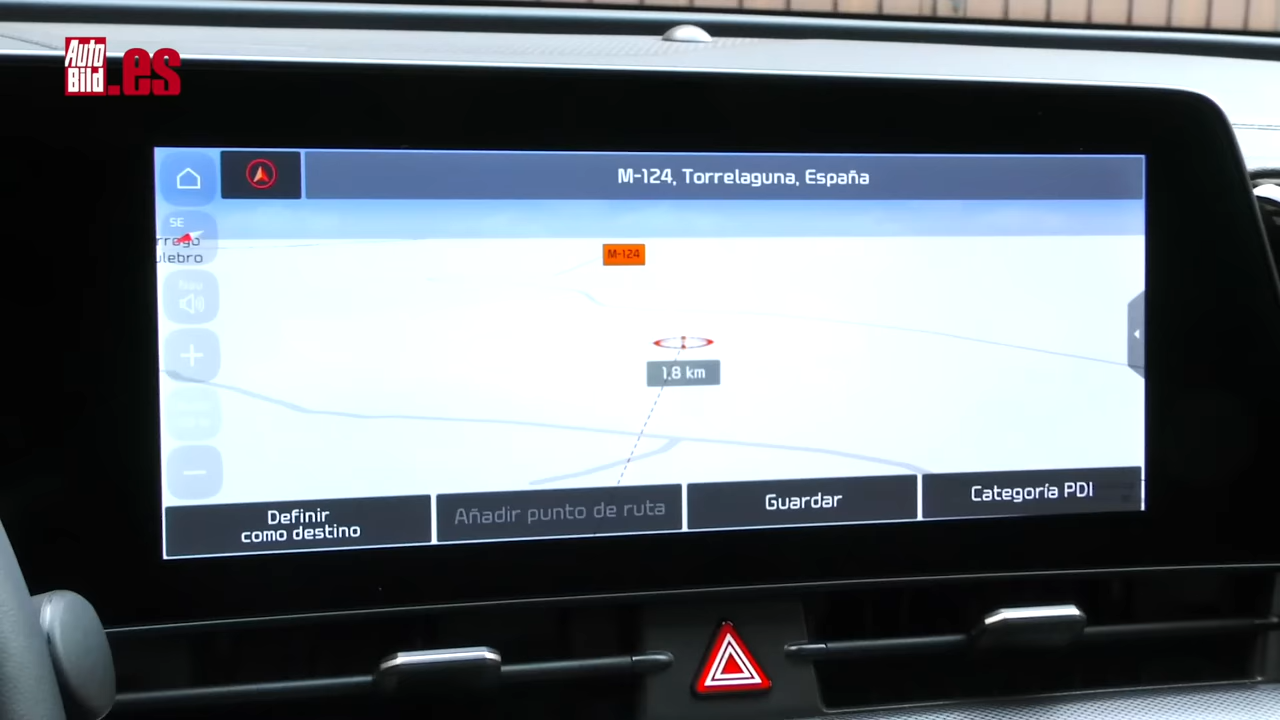 Auto
Bild
.es
M-124, Torrelaguna, España
SE
rrego
ulebro
Nav
M-124
1,8 km
Definir
como destino
Añadir punto de ruta
Guardar
Categoría PDI